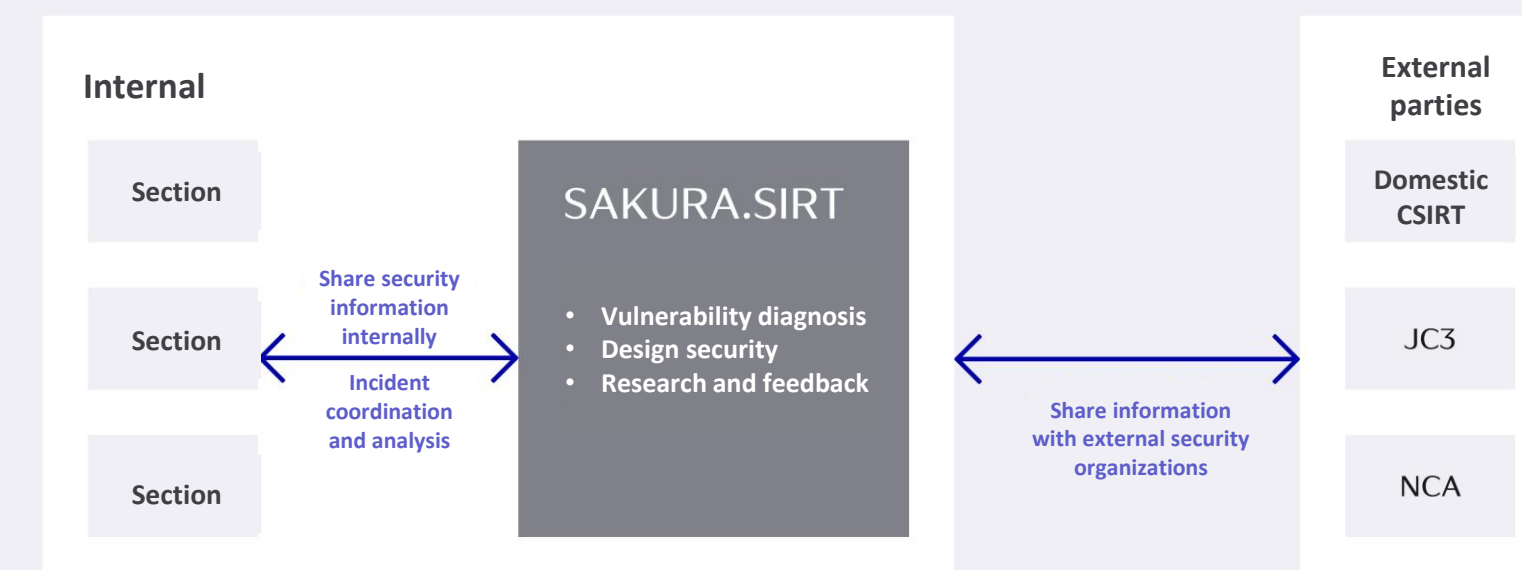 Internal
Section
Section
Section
Share security
information
internally
Incident
coordination
and analysis
SAKURA.SIRT
• Vulnerability diagnosis
• Design security
• Research and feedback
Share information
with external security
organizations
External
parties
Domestic
CSIRT
JC3
NCA